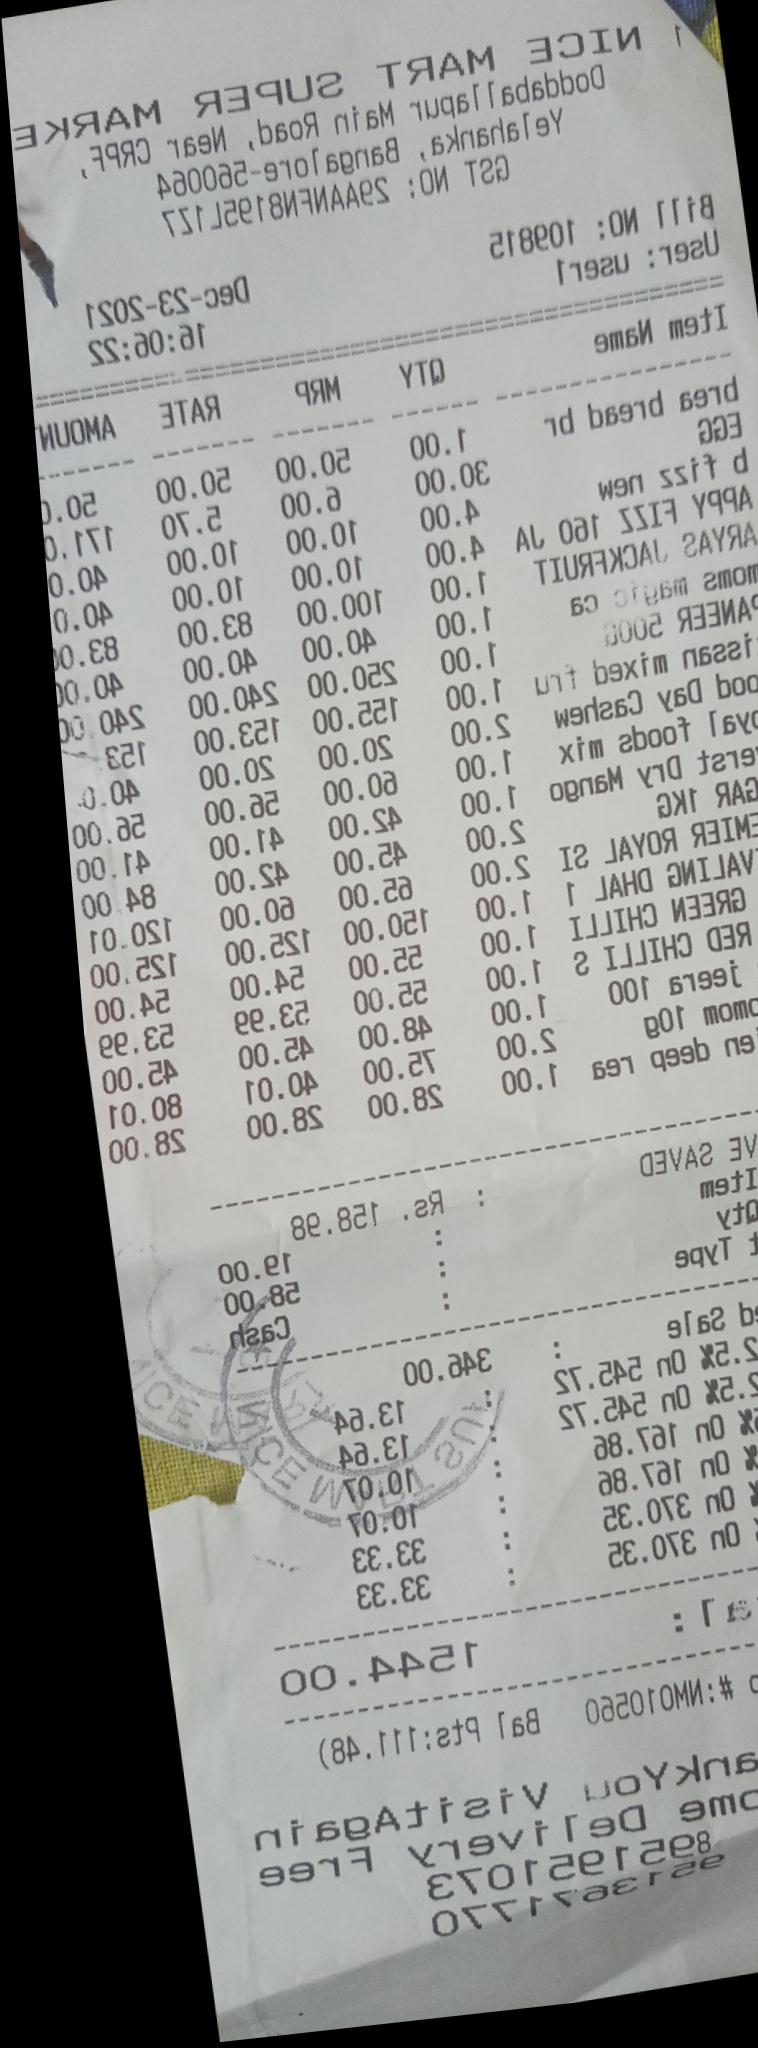 1 NICE MART SUPER MARKE
Doddaballapur Main Road, Near CRPF,
Yelahanka, Bangalore-560064
GST NO: 29AANFN8195L1Z7
Bill NO: 109815 Dec-23-2021
User: user1 16:06:22
Item Name QTY MRP RATE AMOUN
brea bread br 1.00 50.00 50.00 50.0
EGG 30.00 6.00 5.70 171.0
b fizz new 4.00 10.00 10.00 40.0
APPY FIZZ 160 JA 4.00 10.00 10.00 40.0
ARYAS JACKFRUIT 1.00 100.00 83.00 83.00
moms magic ca 1.00 40.00 40.00 40.00
PANEER 500G 1.00 250.00 240.00 240.00
issan mixed fru 1.00 155.00 153.00 153
ood Day Cashew 2.00 20.00 20.00 40.0
oyal foods mix 1.00 60.00 56.00 56.00
erst Dry Mango 1.00 42.00 41.00 41.00
GAR 1KG 2.00 45.00 42.00 84.00
EMIER ROYAL SI 2.00 65.00 60.00 120.01
VALING DHAL 1 1.00 150.00 125.00 125.00
GREEN CHILLI 1.00 55.00 54.00 54.00
RED CHILLI S 1.00 55.00 53.99 53.99
jeera 100 1.00 48.00 45.00 45.00
omom 10g 2.00 75.00 40.01 80.01
en deep rea 1.00 28.00 28.00 28.00
VE SAVED : Rs. 158.98
Item : 19.00
Qty : 58.00
t Type : Cash
ed Sale : 346.00
2.5% On 545.72 : 13.64
2.5% On 545.72 : 13.64
% On 167.86 : 10.07
% On 167.86 : 10.07
% On 370.35 : 33.33
% On 370.35 : 33.33
al : 1544.00
#:NM010560 Bal Pts:111.48)
ankYou VisitAgain
ome Delivery Free
8951951073
9513671770
NICE MART SU